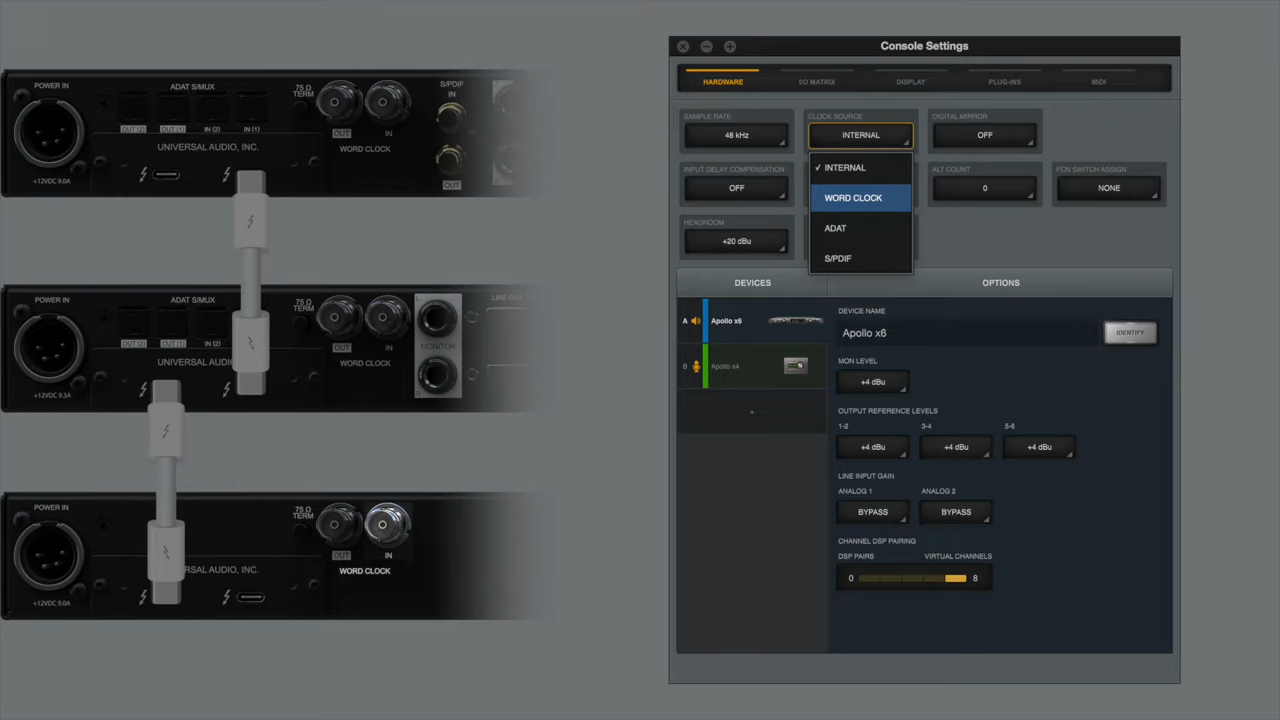 POWER IN
ADAT S/MUX
OUT (2)
OUT (1)
IN (2)
IN (1)
75 Ω
TERM
OUT
IN
WORD CLOCK
S/PDIF
IN
OUT
UNIVERSAL AUDIO, INC.
+12VDC 9.0A
POWER IN
ADAT S/MUX
OUT (2)
OUT (1)
IN (2)
75 Ω
TERM
OUT
IN
WORD CLOCK
L
MONITOR
R
LINE OUT
UNIVERSAL AUD
+12VDC 9.3A
POWER IN
75 Ω
TERM
OUT
IN
WORD CLOCK
RSAL AUDIO, INC.
+12VDC 9.0A
Console Settings
HARDWARE
I/O MATRIX
DISPLAY
PLUG-INS
MIDI
SAMPLE RATE
48 kHz
CLOCK SOURCE
INTERNAL
DIGITAL MIRROR
OFF
✓ INTERNAL
WORD CLOCK
ADAT
S/PDIF
INPUT DELAY COMPENSATION
OFF
ALT COUNT
0
FCN SWITCH ASSIGN
NONE
HEADROOM
+20 dBu
DEVICES
OPTIONS
A
Apollo x6
B
Apollo x4
DEVICE NAME
Apollo x6
IDENTIFY
MON LEVEL
+4 dBu
OUTPUT REFERENCE LEVELS
1-2 3-4 5-6
+4 dBu +4 dBu +4 dBu
LINE INPUT GAIN
ANALOG 1 ANALOG 2
BYPASS BYPASS
CHANNEL DSP PAIRING
DSP PAIRS VIRTUAL CHANNELS
0 8